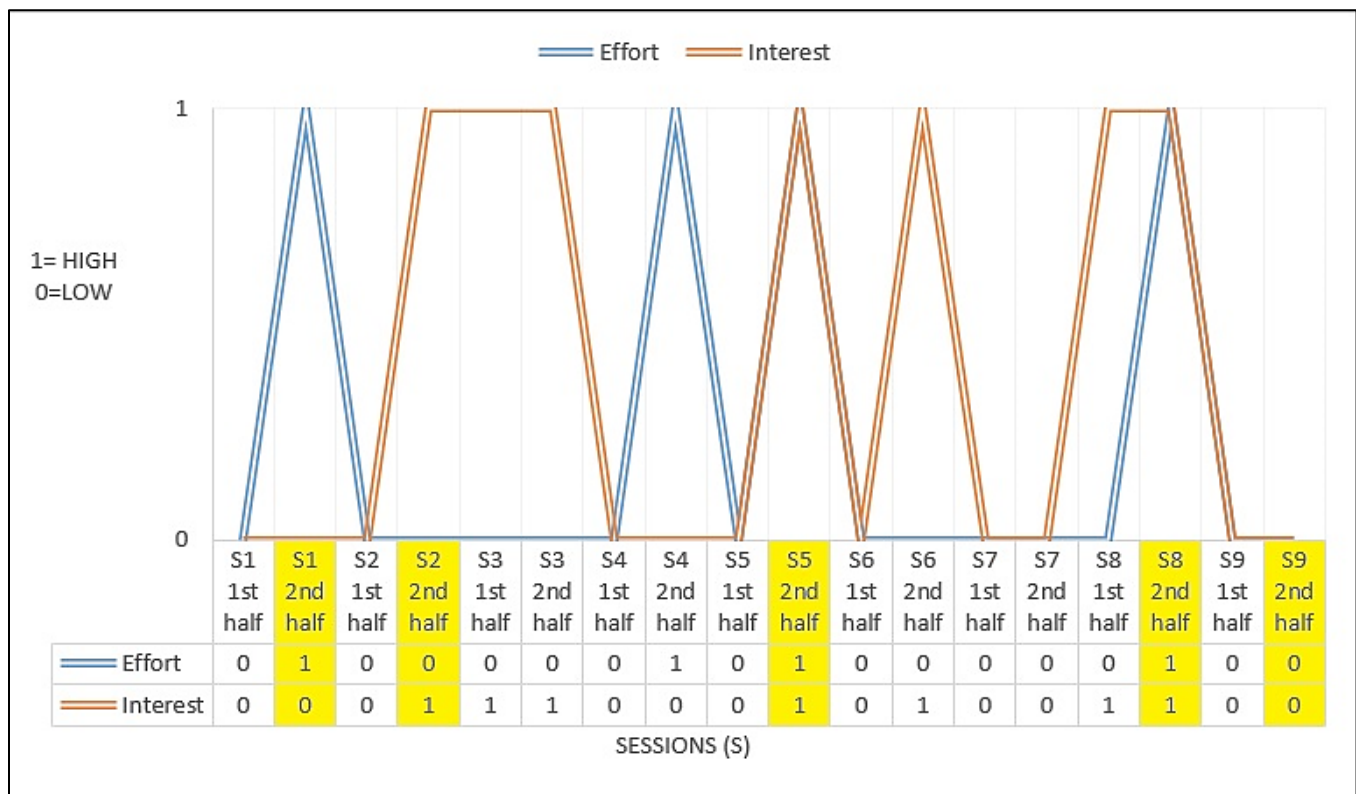 Effort Interest
1
1= HIGH
0=LOW
0
S1 S1 S2 S2 S3 S3 S4 S4 S5 S5 S6 S6 S7 S7 S8 S8 S9 S9
1st 2nd 1st 2nd 1st 2nd 1st 2nd 1st 2nd 1st 2nd 1st 2nd 1st 2nd 1st 2nd
half half half half half half half half half half half half half half half half half half
Effort 0 1 0 0 0 0 0 1 0 1 0 0 0 0 0 1 0 0
Interest 0 0 0 1 1 1 0 0 0 1 0 1 0 0 1 1 0 0
SESSIONS (S)